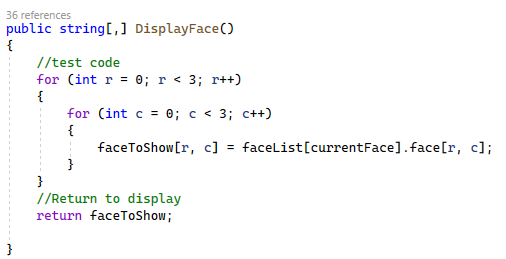 36 references
public string[,] DisplayFace()
{
//test code
for (int r = 0; r < 3; r++)
{
for (int c = 0; c < 3; c++)
{
faceToShow[r, c] = faceList[currentFace].face[r, c];
}
}
//Return to display
return faceToShow;
}